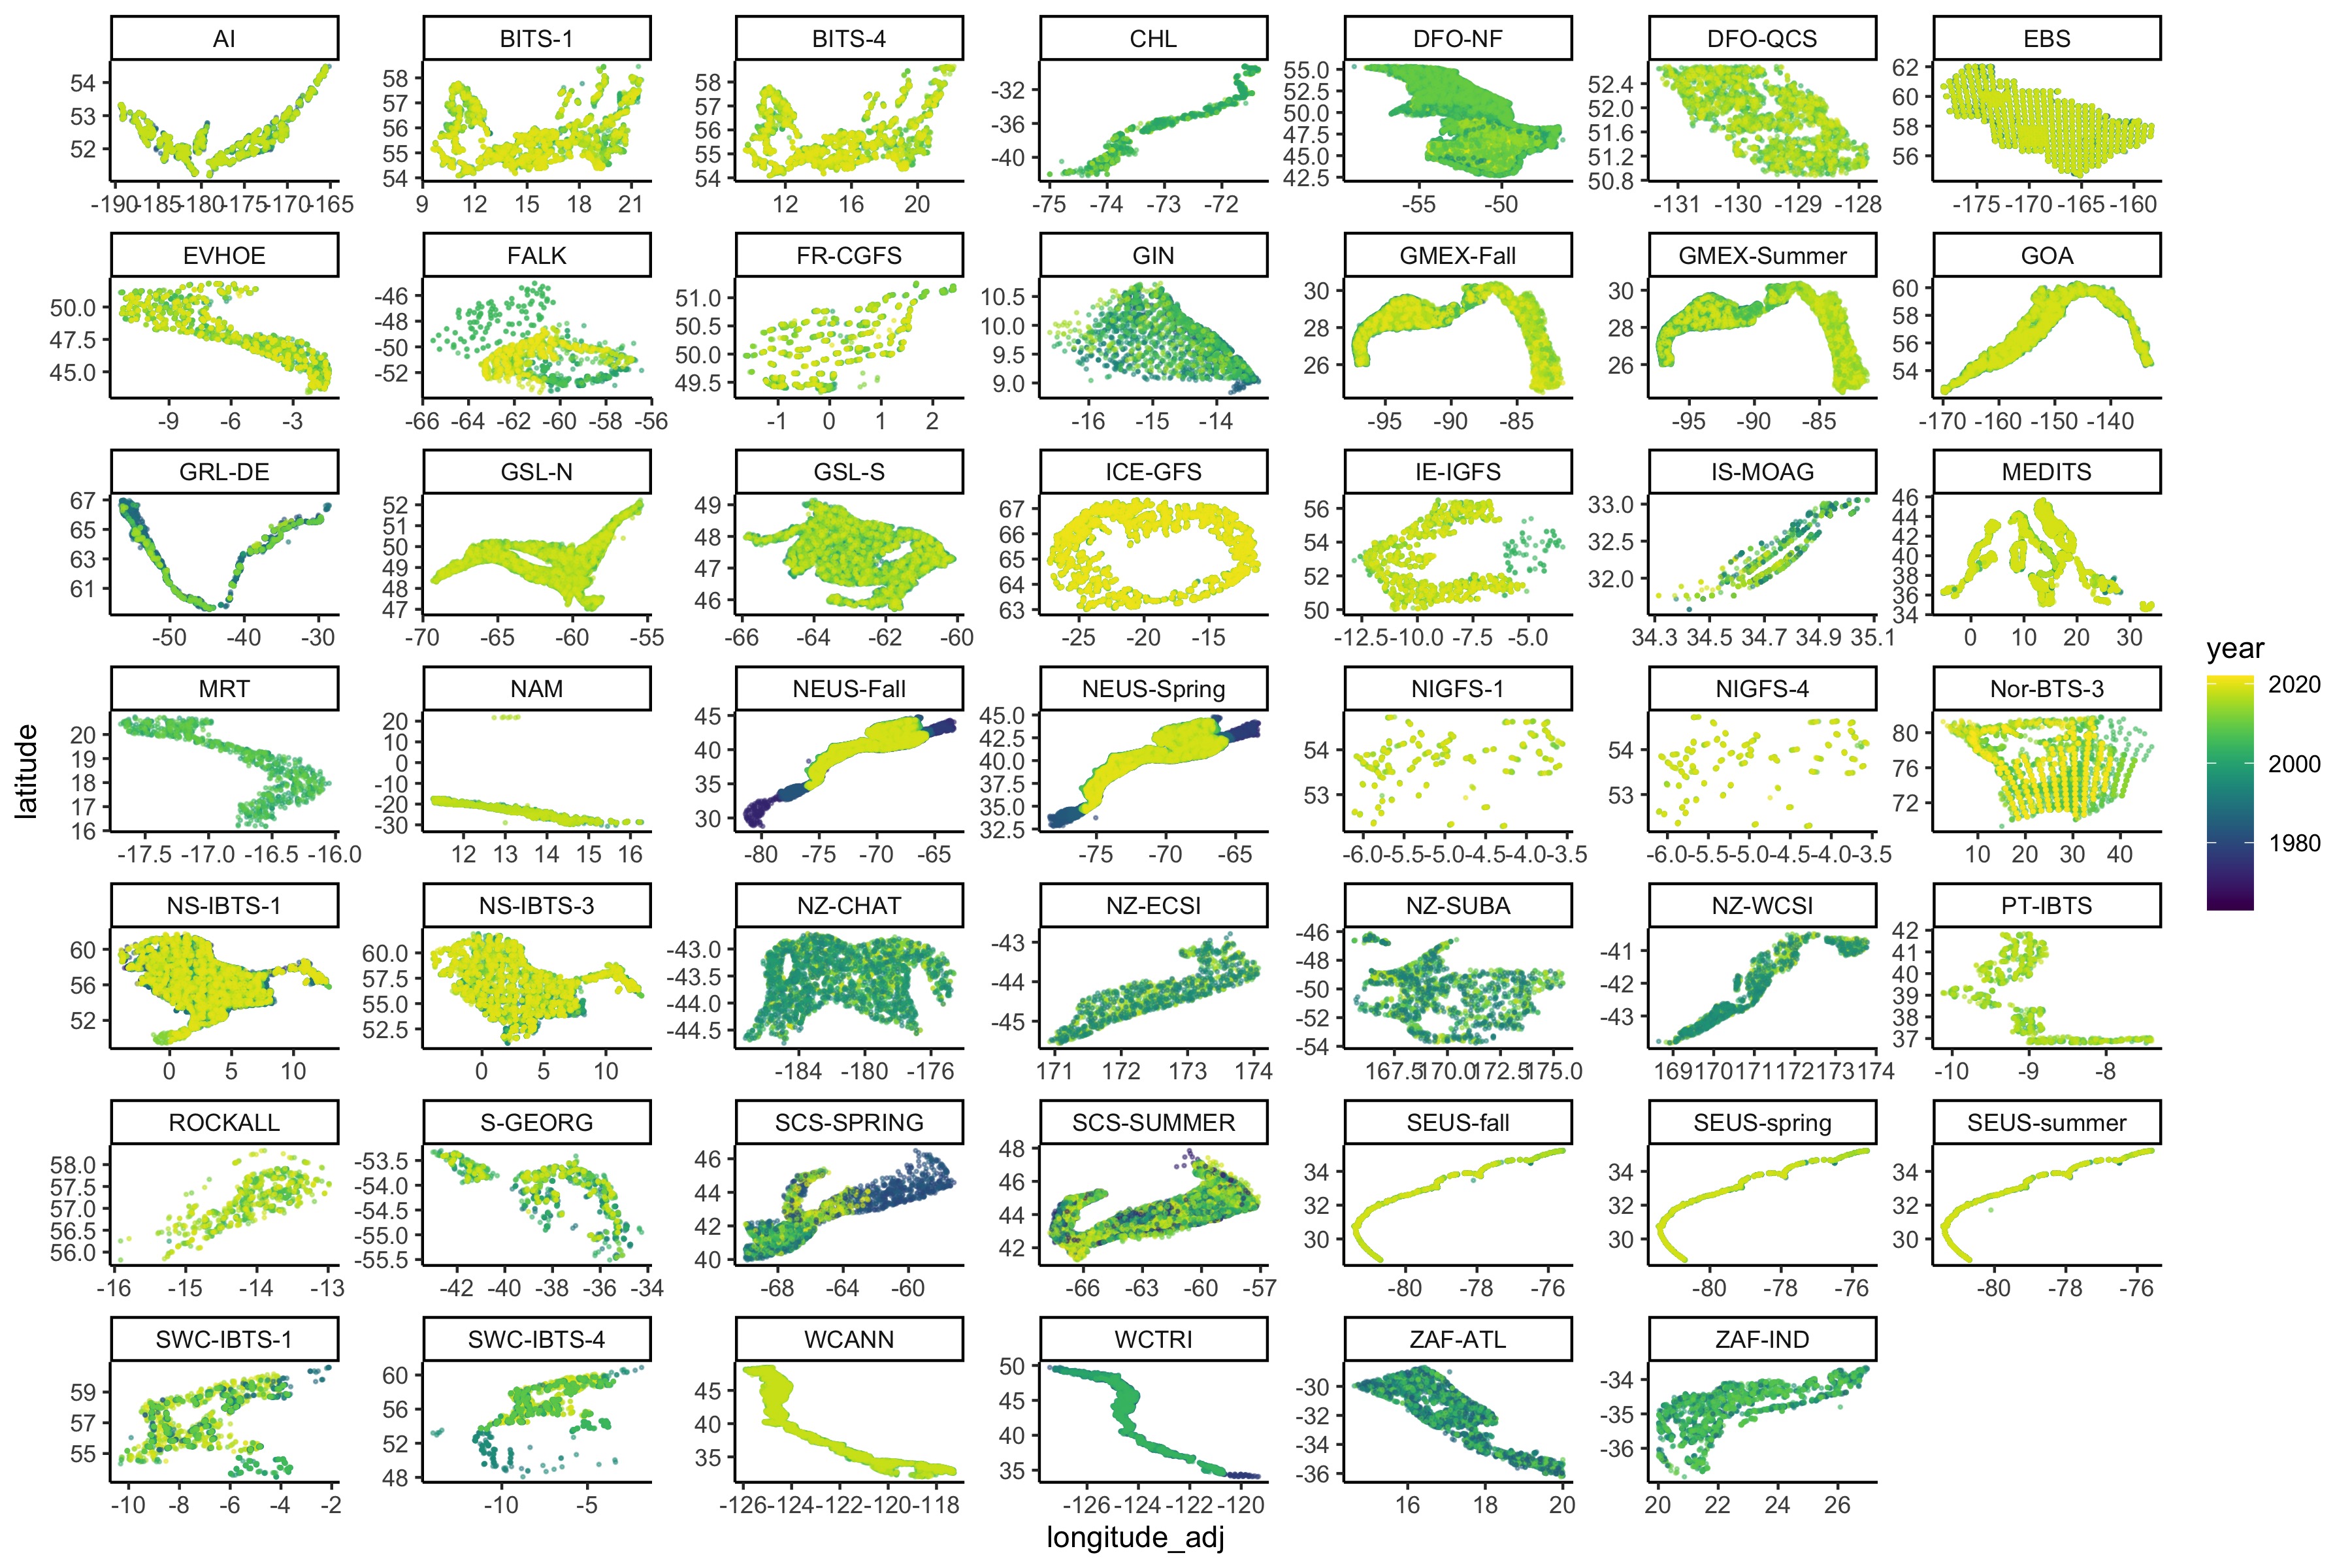 AI BITS-1 BITS-4 CHL DFO-NF DFO-QCS EBS
54 53 52
58 57 56 55 54
58 57 56 55 54
-32 -36 -40
55.0 52.5 50.0 47.5 45.0 42.5
52.4 52.0 51.6 51.2 50.8
62 60 58 56
-190 -185 -180 -175 -170 -165
9 12 15 18 21
12 16 20
-75 -74 -73 -72
-55 -50
-131 -130 -129 -128
-175 -170 -165 -160
EVHOE FALK FR-CGFS GIN GMEX-Fall GMEX-Summer GOA
50.0 47.5 45.0
-46 -48 -50 -52
51.0 50.5 50.0 49.5
10.5 10.0 9.5 9.0
30 28 26
30 28 26
60 58 56 54
-9 -6 -3
-66 -64 -62 -60 -58 -56
-1 0 1 2
-16 -15 -14
-95 -90 -85
-95 -90 -85
-170 -160 -150 -140
GRL-DE GSL-N GSL-S ICE-GFS IE-IGFS IS-MOAG MEDITS
67 65 63 61
52 51 50 49 48 47
49 48 47 46
67 66 65 64 63
56 54 52 50
33.0 32.5 32.0
46 44 42 40 38 36 34
-50 -40 -30
-70 -65 -60 -55
-66 -64 -62 -60
-25 -20 -15
-12.5 -10.0 -7.5 -5.0
34.3 34.5 34.7 34.9 35.1
0 10 20 30
MRT NAM NEUS-Fall NEUS-Spring NIGFS-1 NIGFS-4 Nor-BTS-3
20 19 18 17 16
20 10 0 -10 -20 -30
45 40 35 30
45.0 42.5 40.0 37.5 35.0 32.5
54 53
54 53
80 76 72
-17.5 -17.0 -16.5 -16.0
12 13 14 15 16
-80 -75 -70 -65
-75 -70 -65
-6.0 -5.5 -5.0 -4.5 -4.0 -3.5
-6.0 -5.5 -5.0 -4.5 -4.0 -3.5
10 20 30 40
NS-IBTS-1 NS-IBTS-3 NZ-CHAT NZ-ECSI NZ-SUBA NZ-WCSI PT-IBTS
60 56 52
60.0 57.5 55.0 52.5
-43.0 -43.5 -44.0 -44.5
-43 -44 -45
-46 -48 -50 -52 -54
-41 -42 -43
42 41 40 39 38 37
0 5 10
0 5 10
-184 -180 -176
171 172 173 174
167.5 170.0 172.5 175.0
169 170 171 172 173 174
-10 -9 -8
ROCKALL S-GEORG SCS-SPRING SCS-SUMMER SEUS-fall SEUS-spring SEUS-summer
58.0 57.5 57.0 56.5 56.0
-53.5 -54.0 -54.5 -55.0 -55.5
46 44 42 40
48 46 44 42
34 32 30
34 32 30
34 32 30
-16 -15 -14 -13
-42 -40 -38 -36 -34
-68 -64 -60
-66 -63 -60 -57
-80 -78 -76
-80 -78 -76
-80 -78 -76
SWC-IBTS-1 SWC-IBTS-4 WCANN WCTRI ZAF-ATL ZAF-IND
59 57 55
60 56 52 48
45 40 35
50 45 40 35
-30 -32 -34 -36
-34 -35 -36
-10 -8 -6 -4 -2
-10 -5
-126 -124 -122 -120 -118
-126 -124 -122 -120
16 18 20
20 22 24 26
longitude_adj
latitude
year
2020
2000
1980